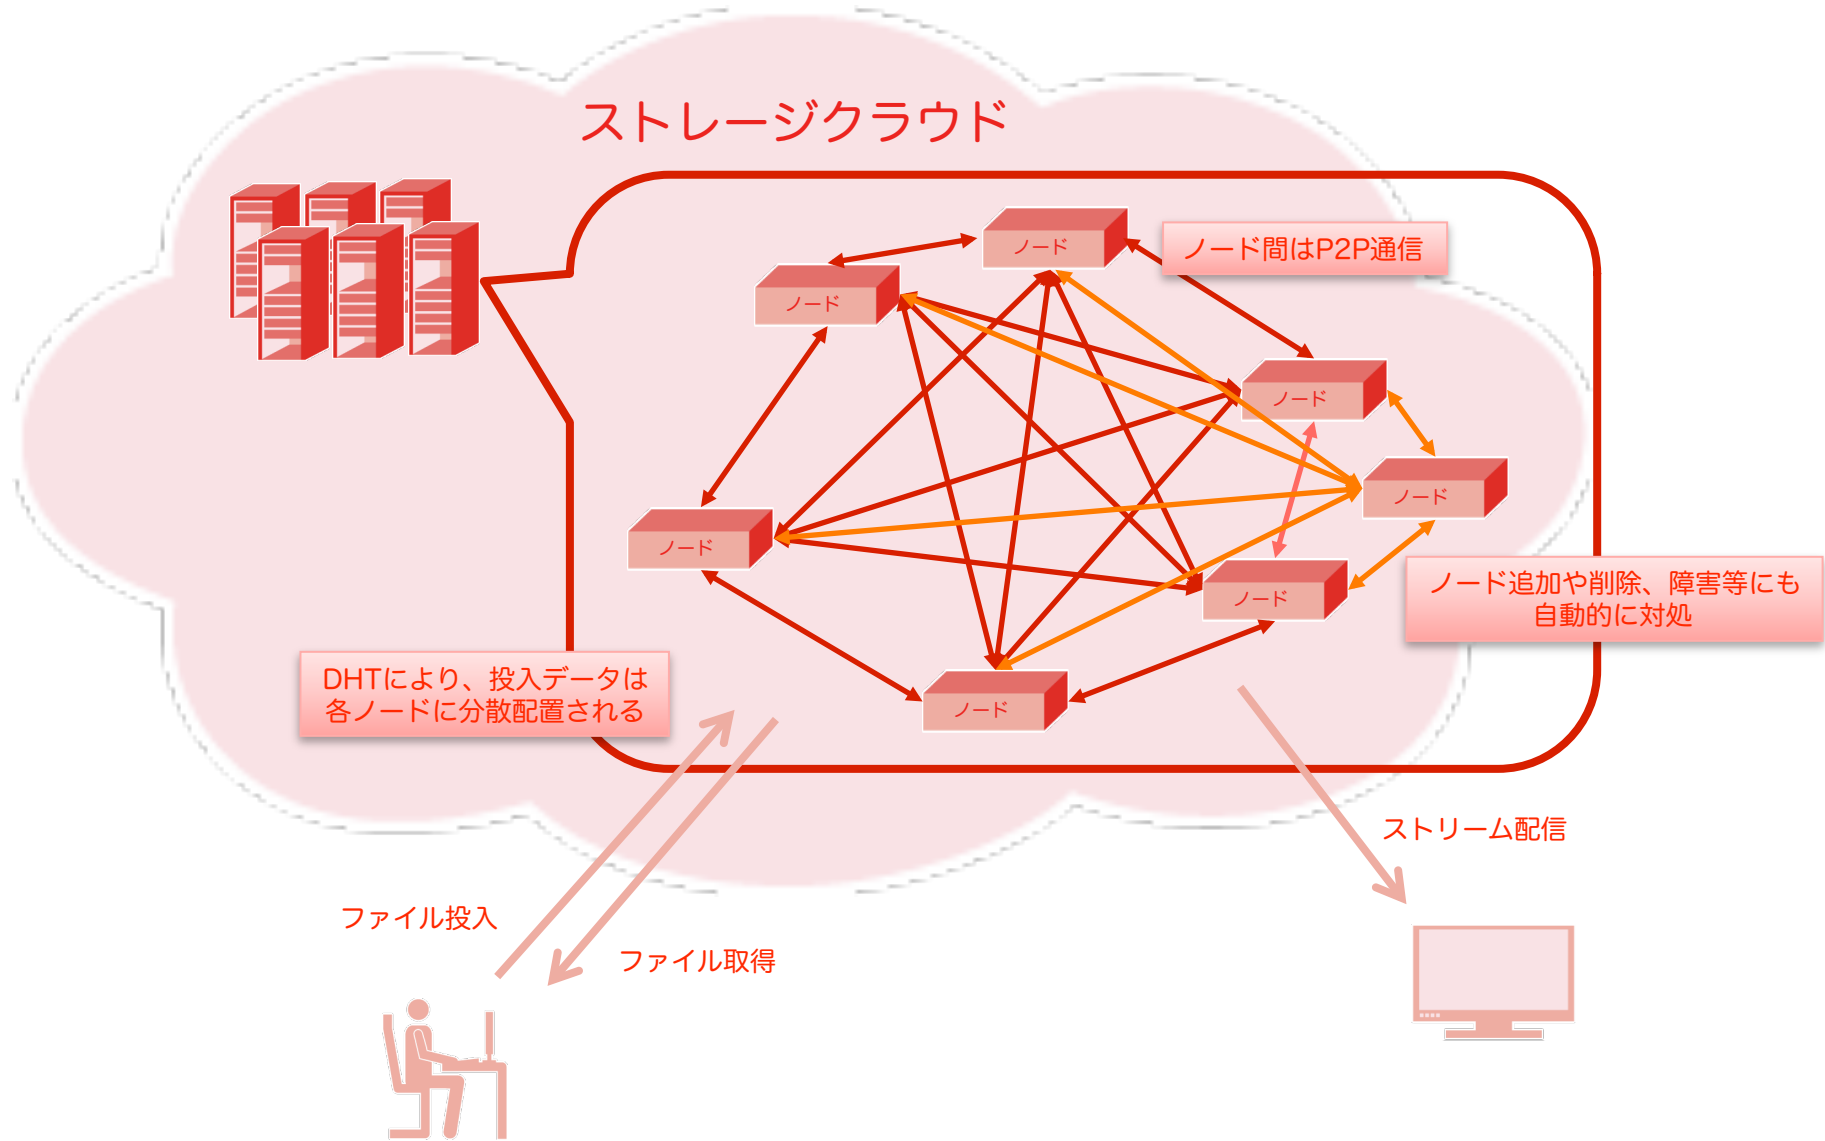 ストレージクラウド
ノード
ノード間はP2P通信
ノード
ノード
ノード
ノード
ノード追加や削除、障害等にも
自動的に対処
ノード
DHTにより、投入データは
各ノードに分散配置される
ノード
ストリーム配信
ファイル投入
ファイル取得